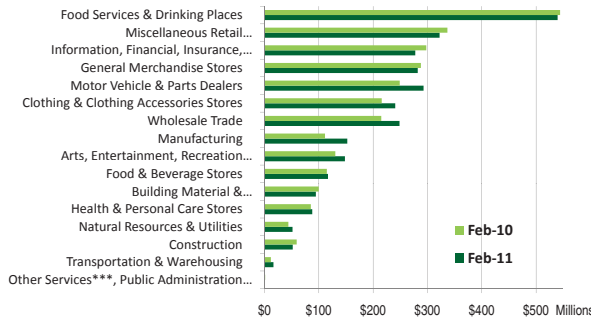 Food Services & Drinking Places
Miscellaneous Retail...
Information, Financial, Insurance,...
General Merchandise Stores
Motor Vehicle & Parts Dealers
Clothing & Clothing Accessories Stores
Wholesale Trade
Manufacturing
Arts, Entertainment, Recreation...
Food & Beverage Stores
Building Material &...
Health & Personal Care Stores
Natural Resources & Utilities
Construction
Transportation & Warehousing
Other Services***, Public Administration...
Feb-10
Feb-11
$0 $100 $200 $300 $400 $500 Millions